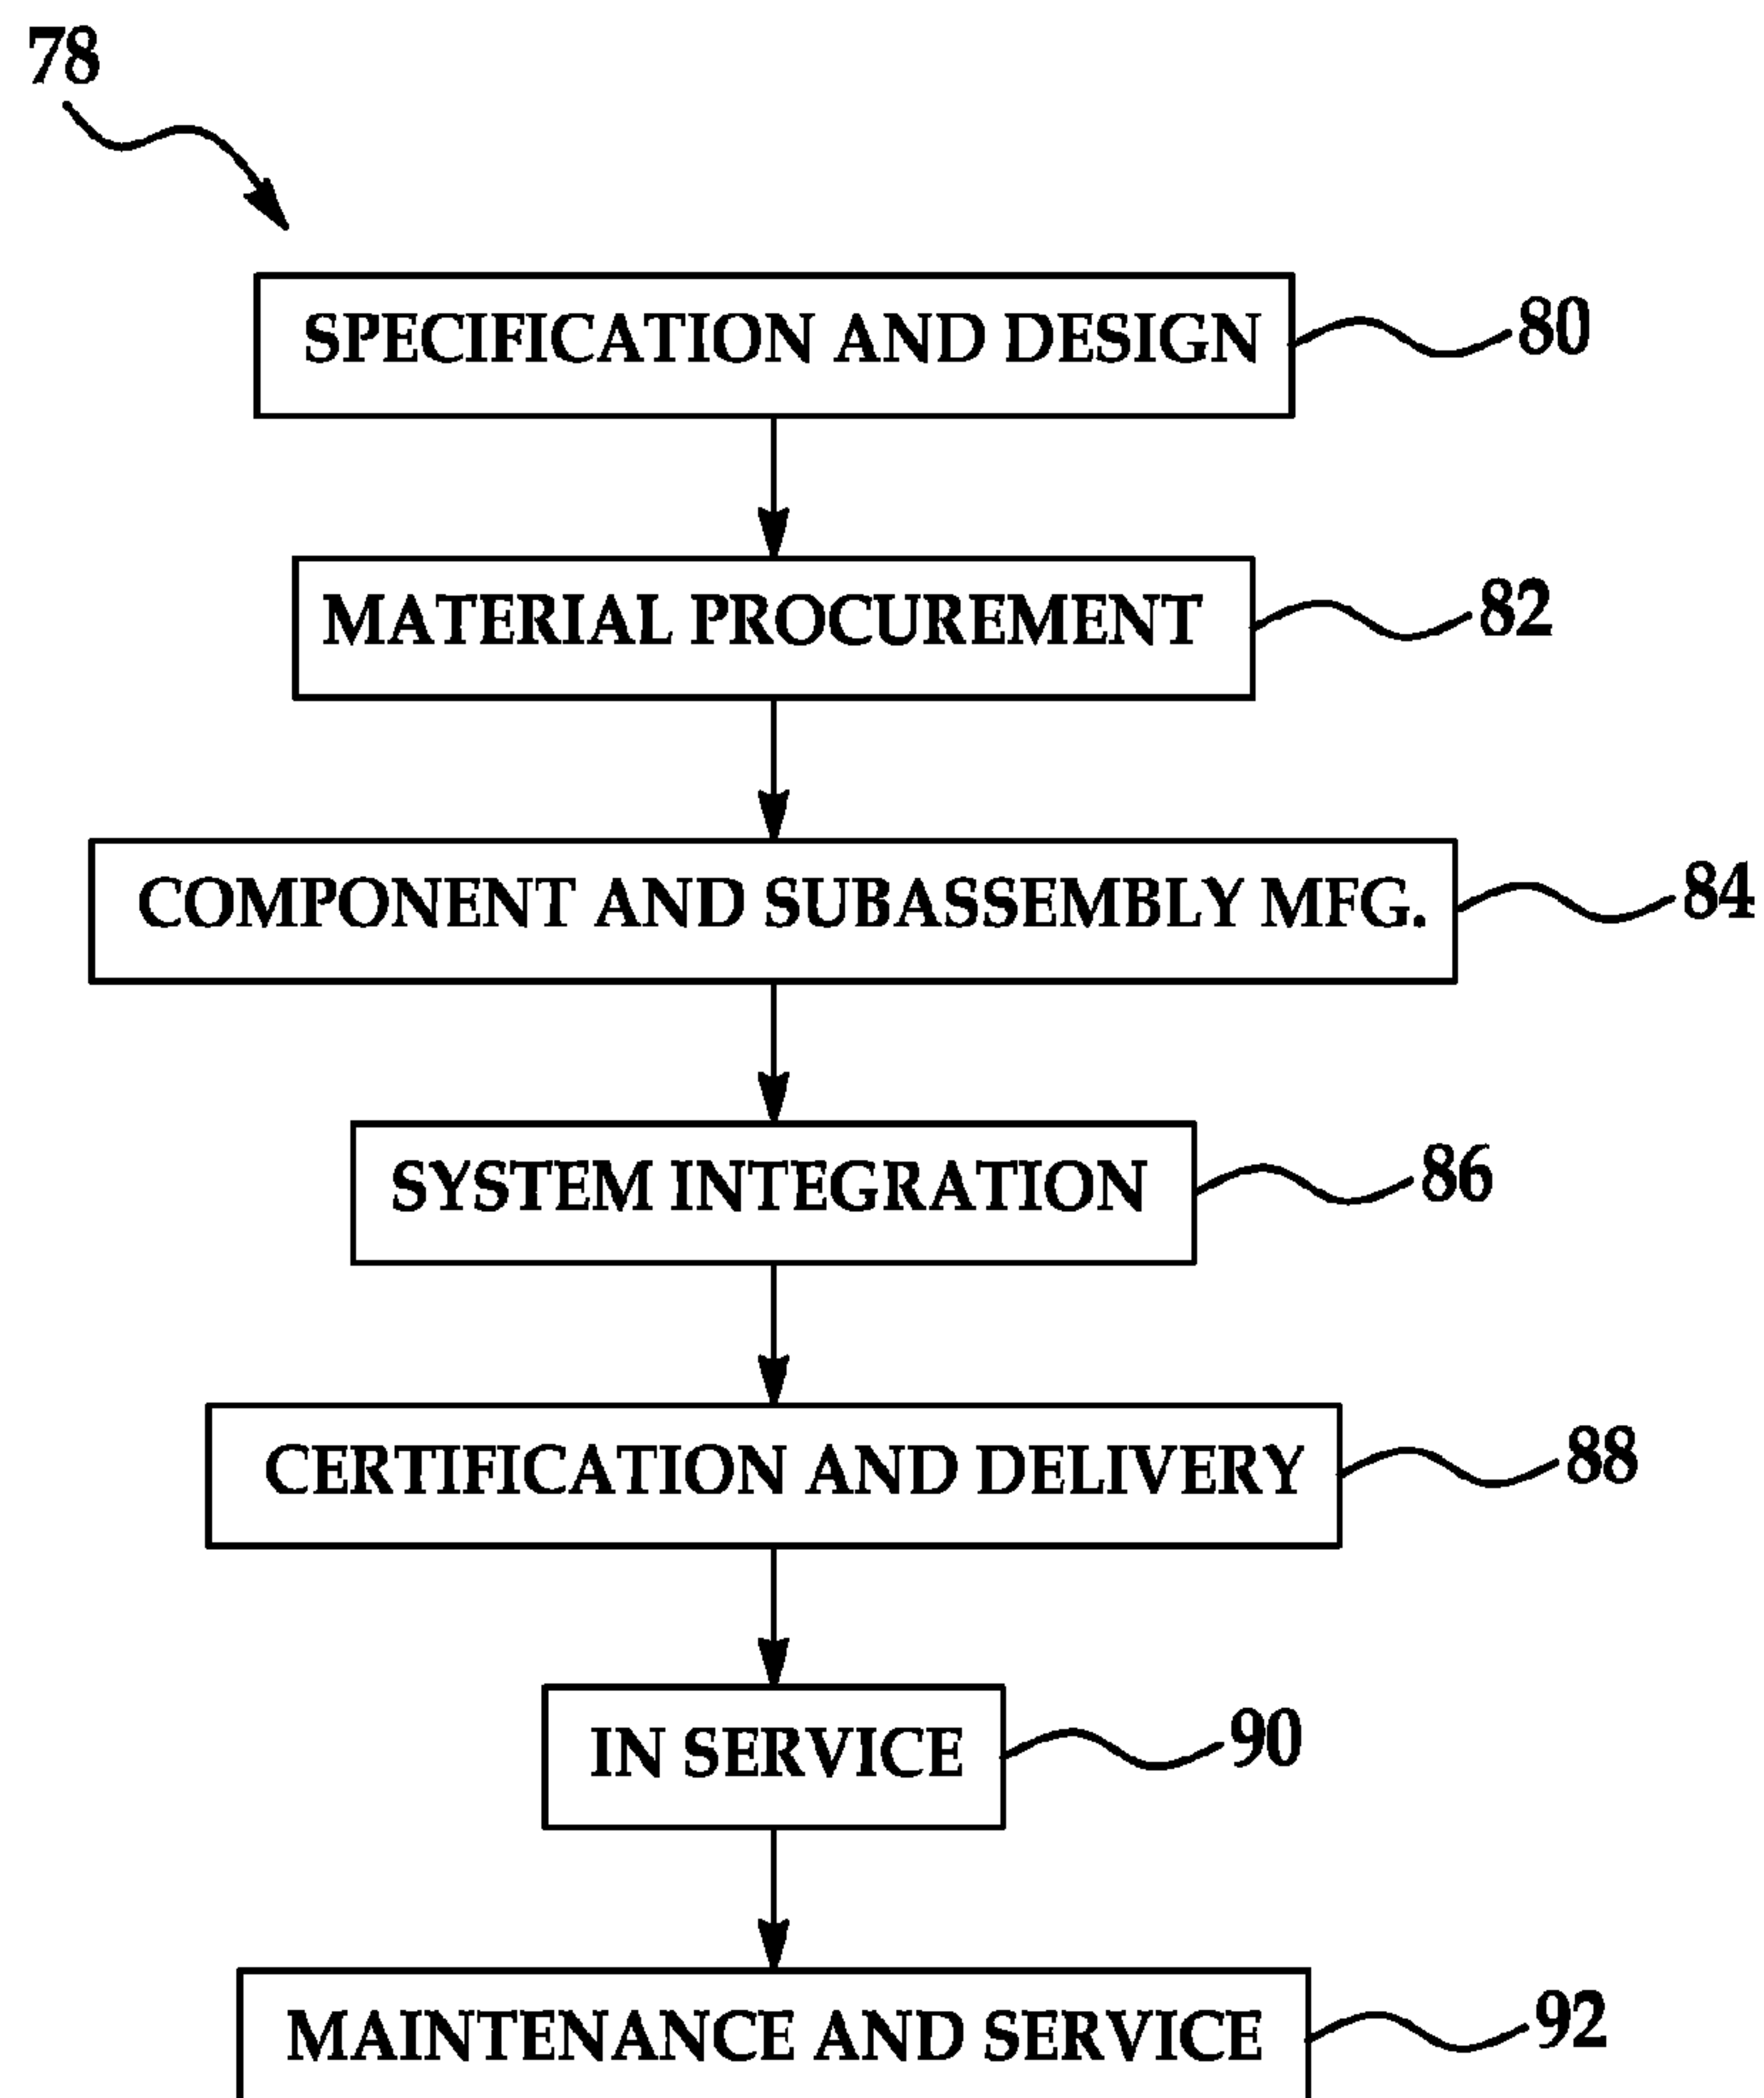 78
SPECIFICATION AND DESIGN 80
MATERIAL PROCUREMENT 82
COMPONENT AND SUBASSEMBLY MFG. 84
SYSTEM INTEGRATION 86
CERTIFICATION AND DELIVERY 88
IN SERVICE 90
MAINTENANCE AND SERVICE 92